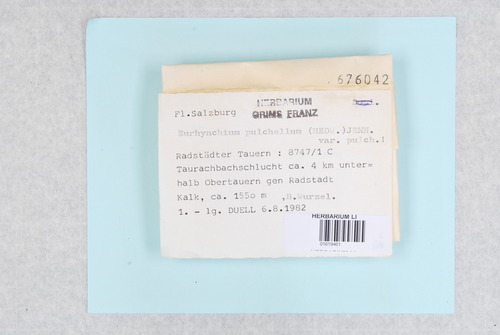 676042
Fl.Salzburg
HERBARIUM
GRIMS FRANZ
Eurhynchium pulchellum (HEDW.)JENN.
var. pulch.!
Radstädter Tauern : 8747/1 C
Taurachbachschlucht ca. 4 km unter=
halb Obertauern gen Radstadt
Kalk, ca. 155o m ,B.Wurzel.
1. - lg. DUELL 6.8.1982
HERBARIUM LI